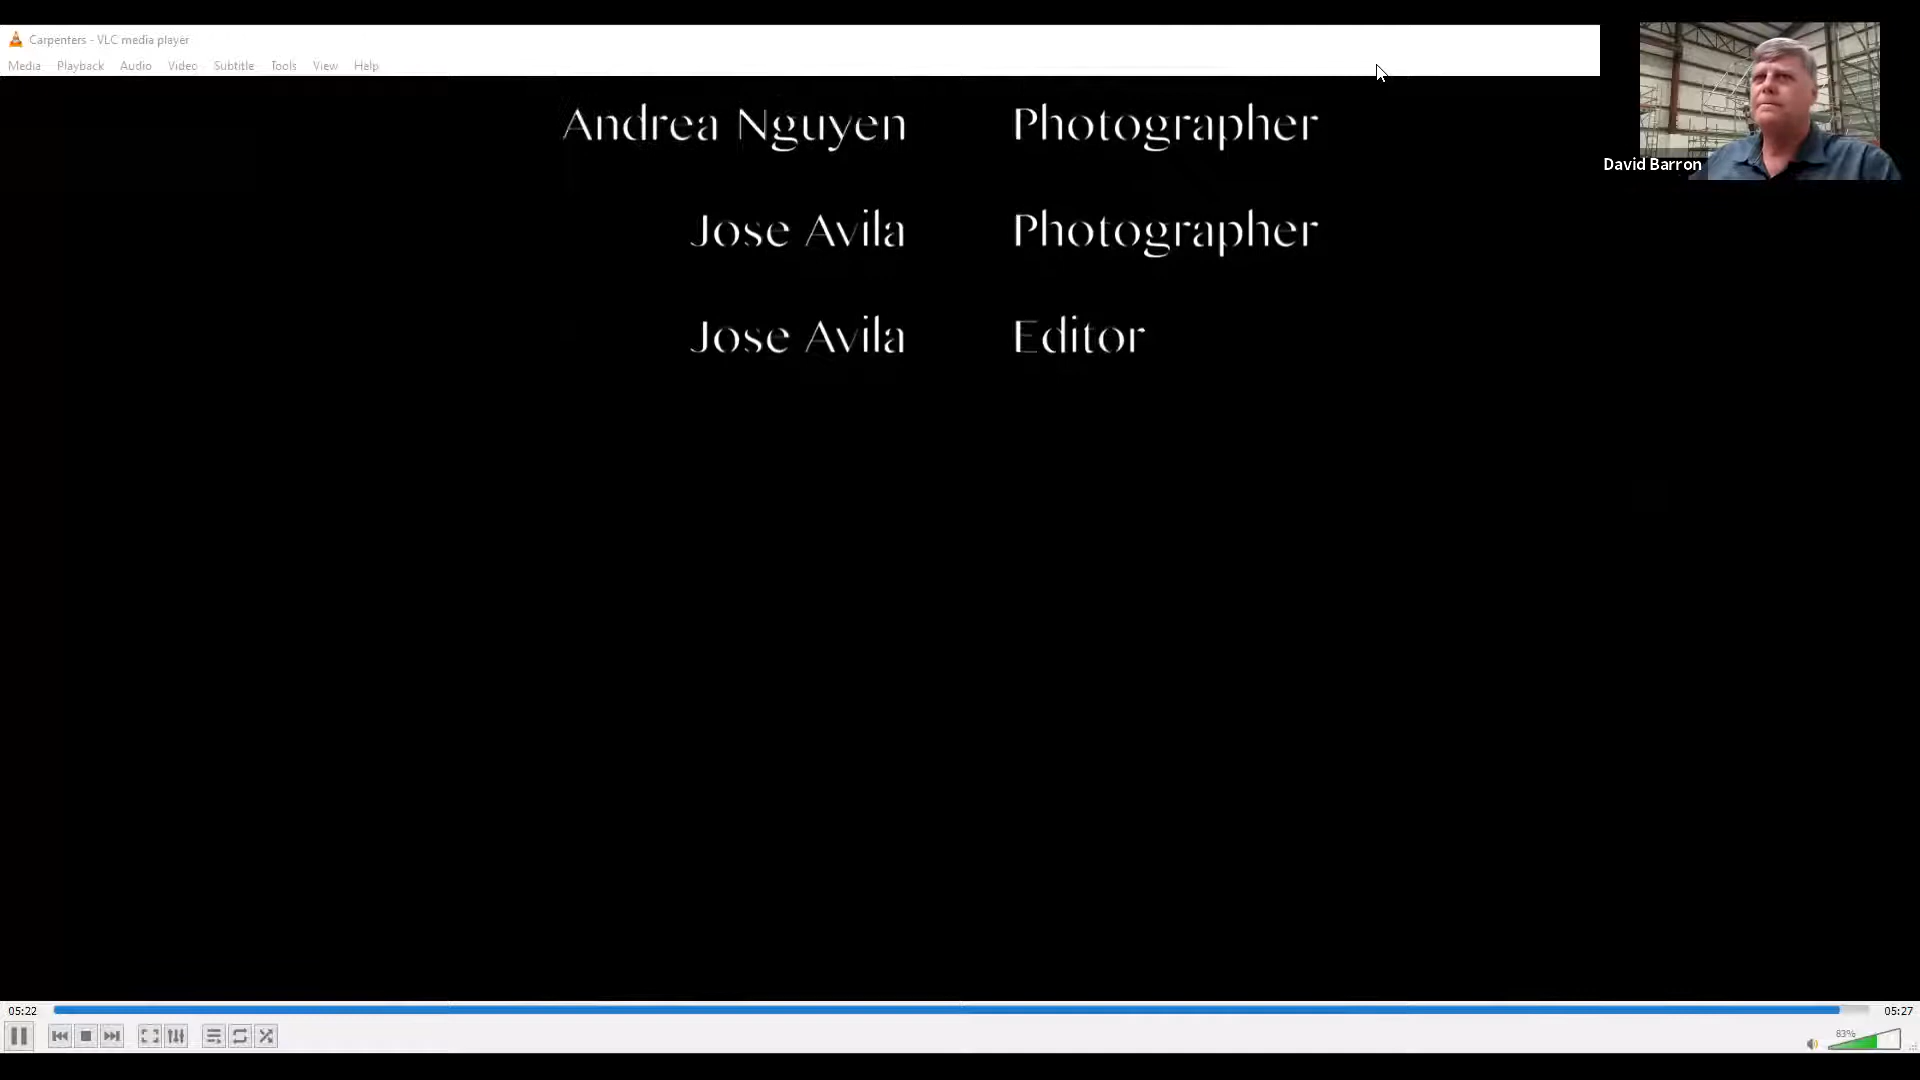 Carpenters - VLC media player
Media Playback Audio Video Subtitle Tools View Help
Andrea Nguyen Photographer
Jose Avila Photographer
Jose Avila Editor
David Barron
05:22
05:27
83%